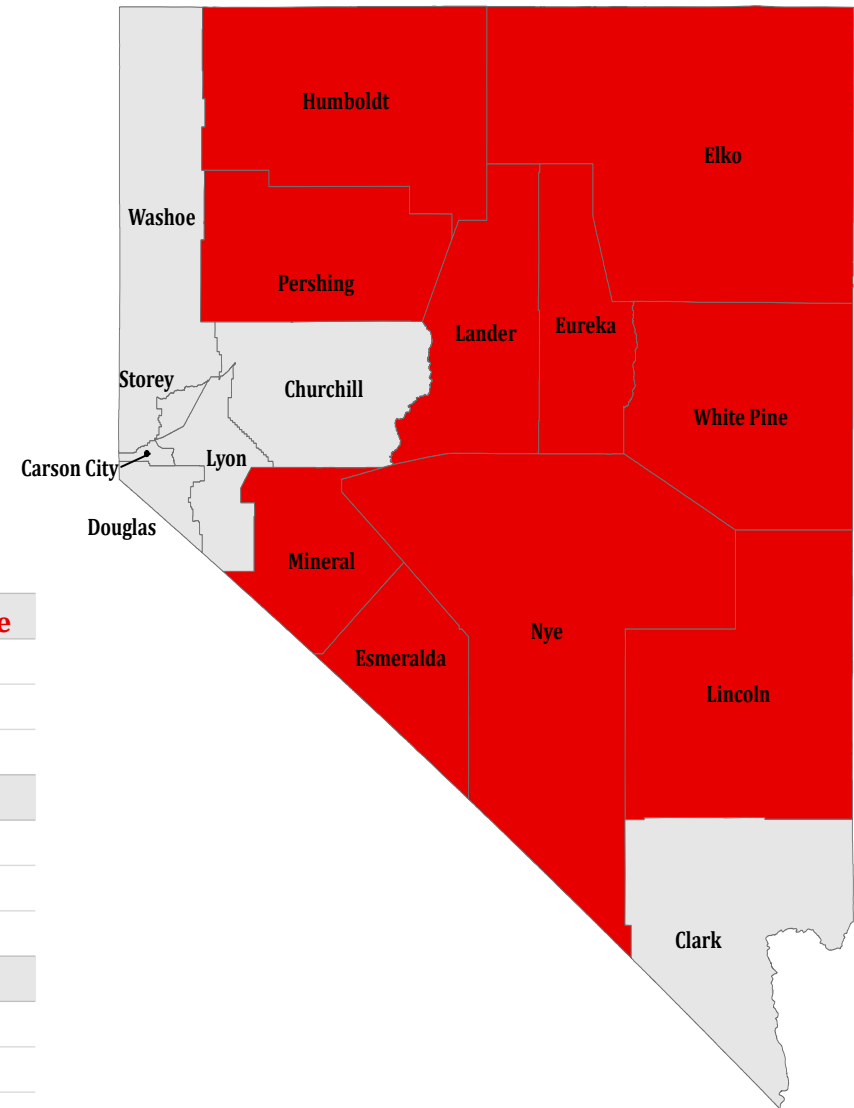 Humboldt
Elko
Washoe
Pershing
Lander
Eureka
Storey
Churchill
White Pine
Lyon
Carson City
Douglas
Mineral
Nye
Esmeralda
Lincoln
Clark